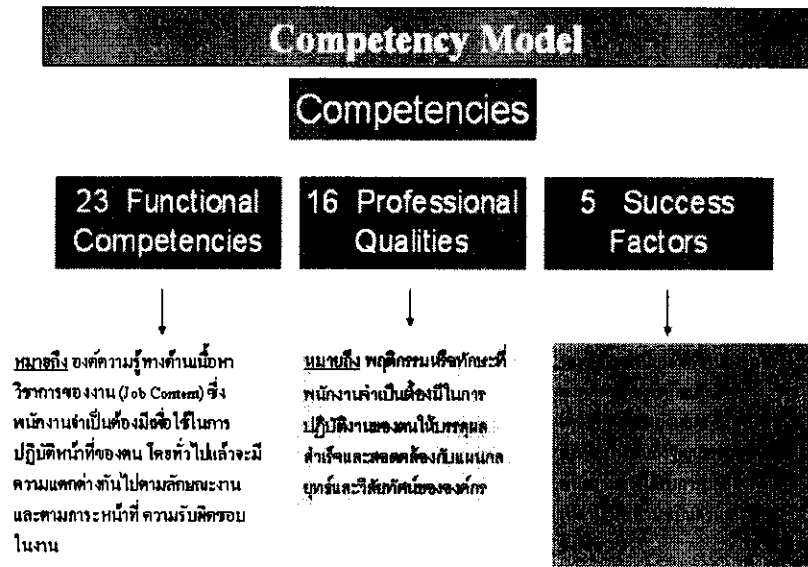 Competency Model
Competencies
23 Functional
Competencies
16 Professional
Qualities
5 Success
Factors
หมายถึง องค์ความรู้ทางด้านเนื้อหา
วิชาการของงาน (Job Content) ซึ่ง
พนักงานจำเป็นต้องมีเพื่อใช้ในการ
ปฏิบัติหน้าที่ของตน โดยทั่วไปแล้วจะมี
ความแตกต่างกันไปตามลักษณะงาน
และตามภาระหน้าที่ ความรับผิดชอบ
ในงาน
หมายถึง พฤติกรรมหรือทักษะที่
พนักงานจำเป็นต้องมีในการ
ปฏิบัติงานของตนให้บรรลุผล
สำเร็จและสอดคล้องกับแผนกล
ยุทธ์และวิสัยทัศน์ขององค์กร